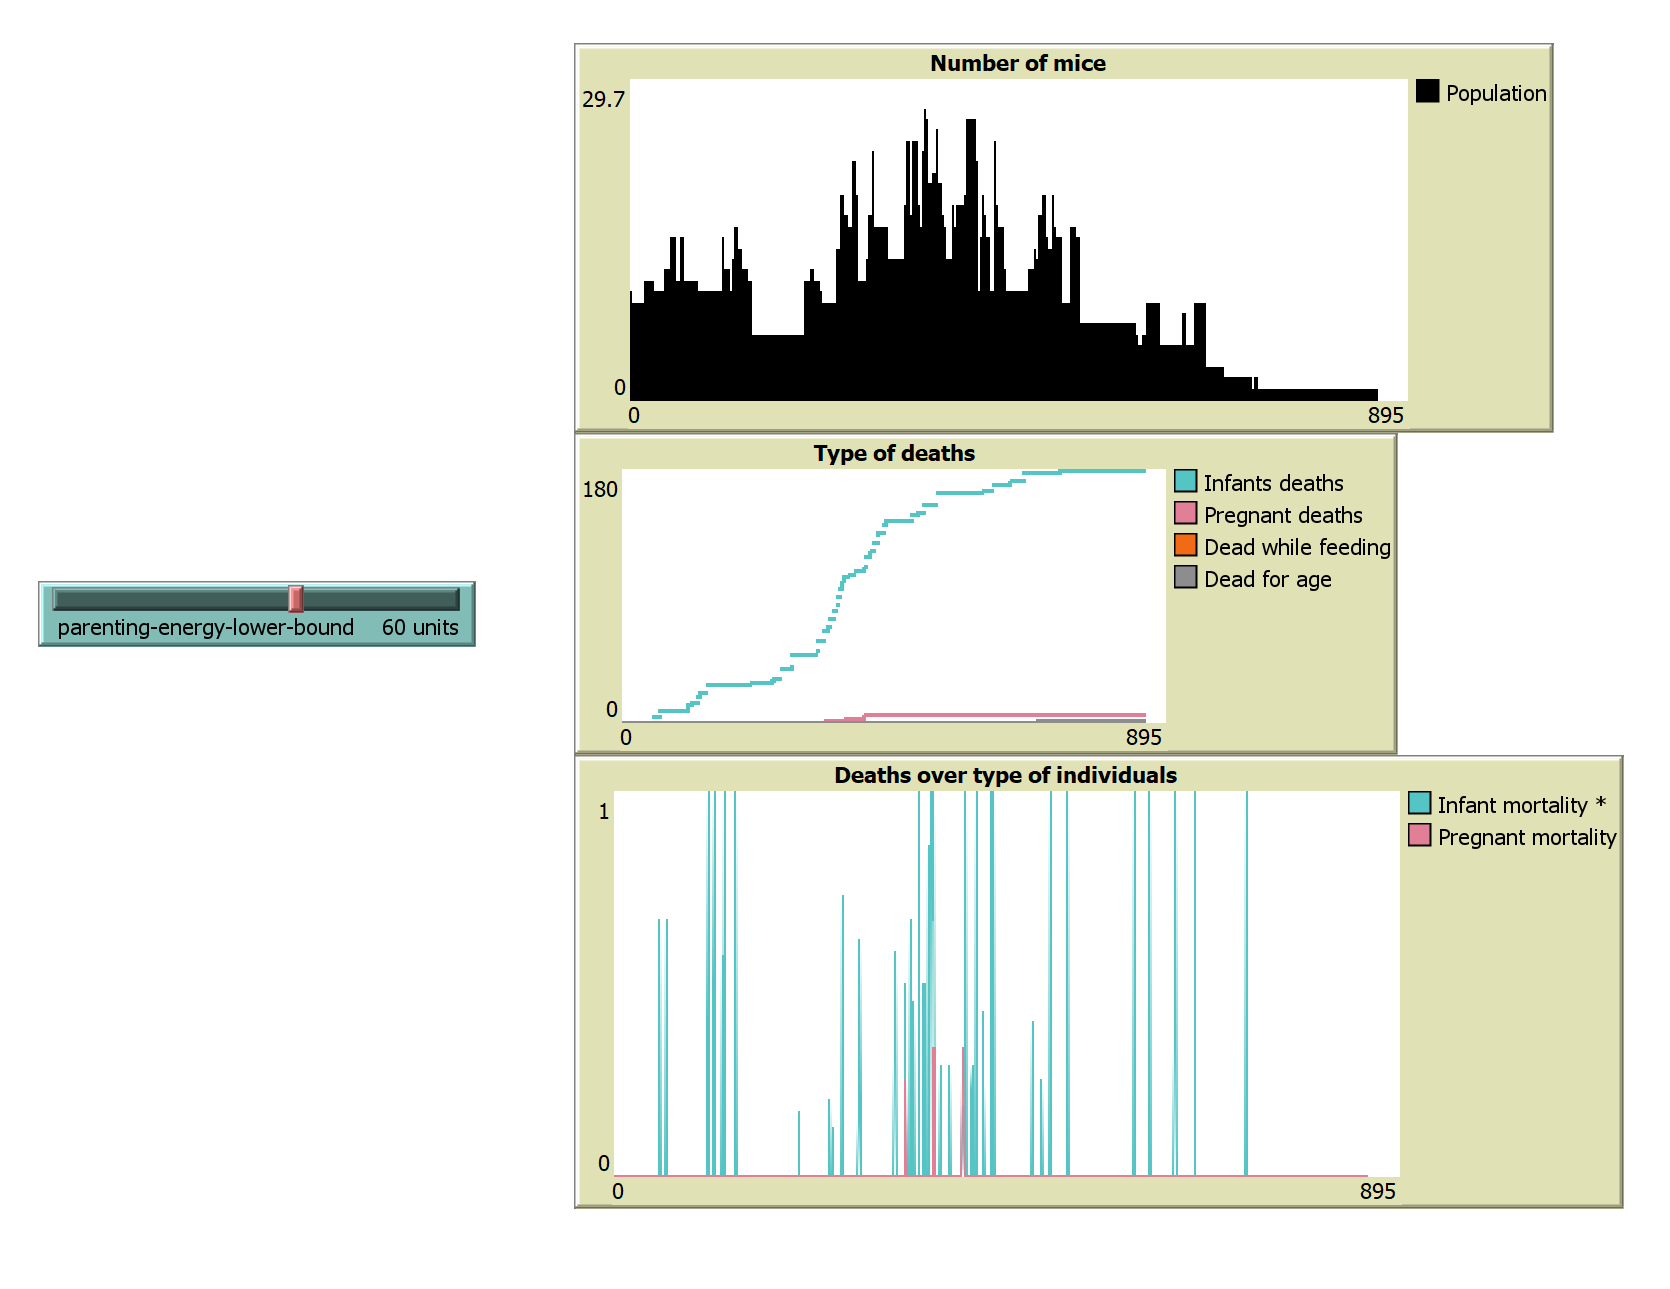 Number of mice
29.7
0
0
895
Population
parenting-energy-lower-bound 60 units
Type of deaths
180
0
0
895
Infants deaths
Pregnant deaths
Dead while feeding
Dead for age
Deaths over type of individuals
1
0
0
895
Infant mortality *
Pregnant mortality